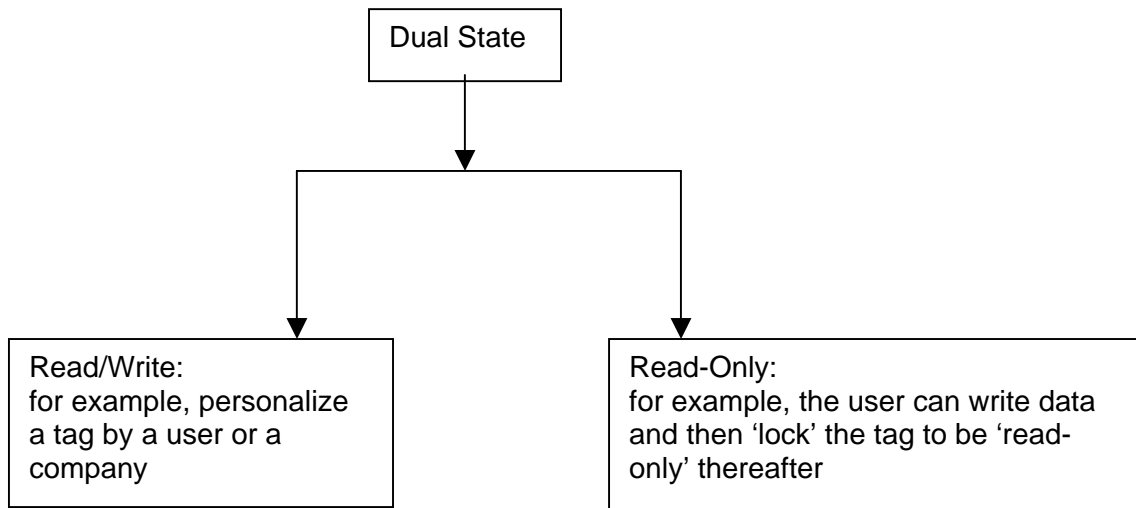 Dual State
Read/Write:
for example, personalize
a tag by a user or a
company
Read-Only:
for example, the user can write data
and then ‘lock’ the tag to be ‘read-
only’ thereafter